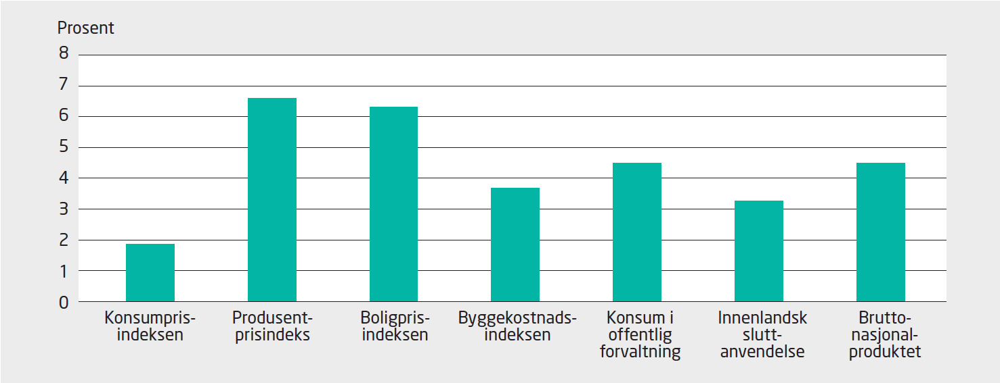 Prosent
8
7
6
5
4
3
2
1
0
Konsumpris-
indeksen
Produsent-
prisindeks
Boligpris-
indeksen
Byggekostnads-
indeksen
Konsum i
offentlig
forvaltning
Innenlandsk
slutt-
anvendelse
Brutto-
nasjonal-
produktet